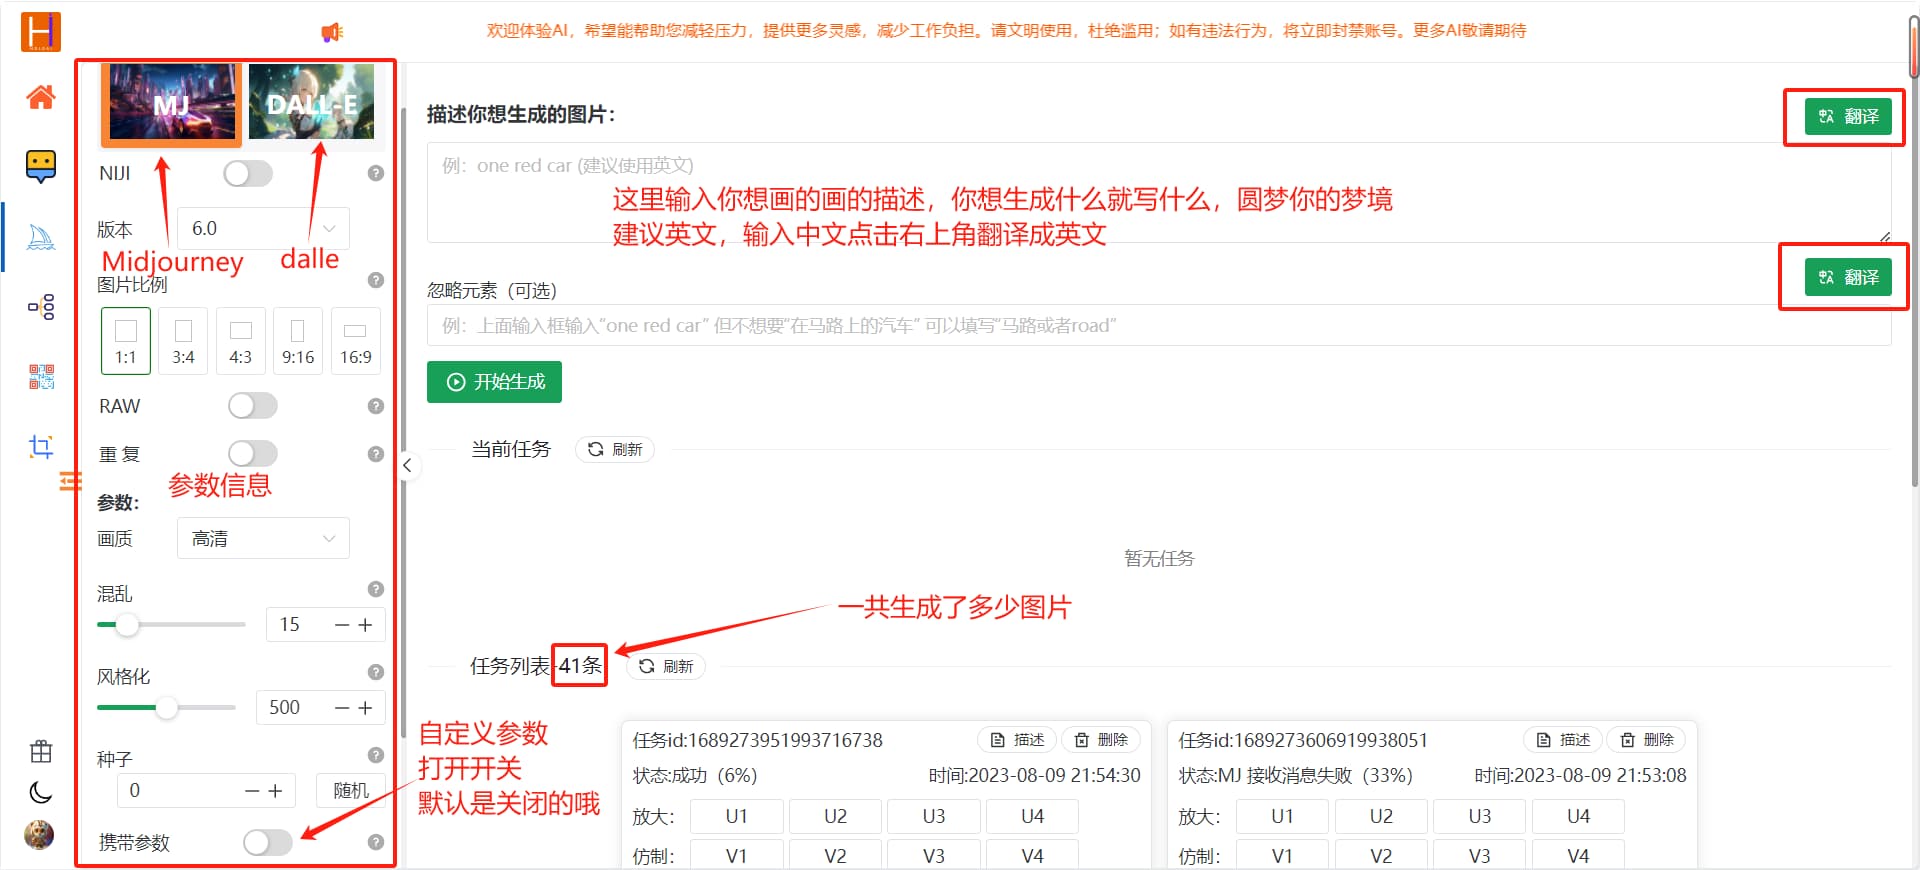 欢迎体验AI，希望能帮助您减轻压力，提供更多灵感，减少工作负担。请文明使用，杜绝滥用；如有违法行为，将立即封禁账号。更多AI敬请期待
MJ
DALL-E
NIJI
版本
6.0
Midjourney
dalle
图片比例
1:1
3:4
4:3
9:16
16:9
RAW
重 复
参数信息
参数：
画质
高清
混乱
15
风格化
500
种子
0
随机
携带参数
描述你想生成的图片：
翻译
例：one red car (建议使用英文)
这里输入你想画的画的描述，你想生成什么就写什么，圆梦你的梦境
建议英文，输入中文点击右上角翻译成英文
忽略元素（可选）
翻译
例：上面输入框输入“one red car” 但不想要“在马路上的汽车” 可以填写“马路或者road”
开始生成
当前任务
刷新
暂无任务
一共生成了多少图片
任务列表-41条
刷新
自定义参数
打开开关
默认是关闭的哦
任务id:1689273951993716738
描述
删除
状态:成功（6%）
时间:2023-08-09 21:54:30
放大：
U1
U2
U3
U4
仿制：
V1
V2
V3
V4
任务id:1689273606919938051
描述
删除
状态:MJ 接收消息失败（33%）
时间:2023-08-09 21:53:08
放大：
U1
U2
U3
U4
仿制：
V1
V2
V3
V4